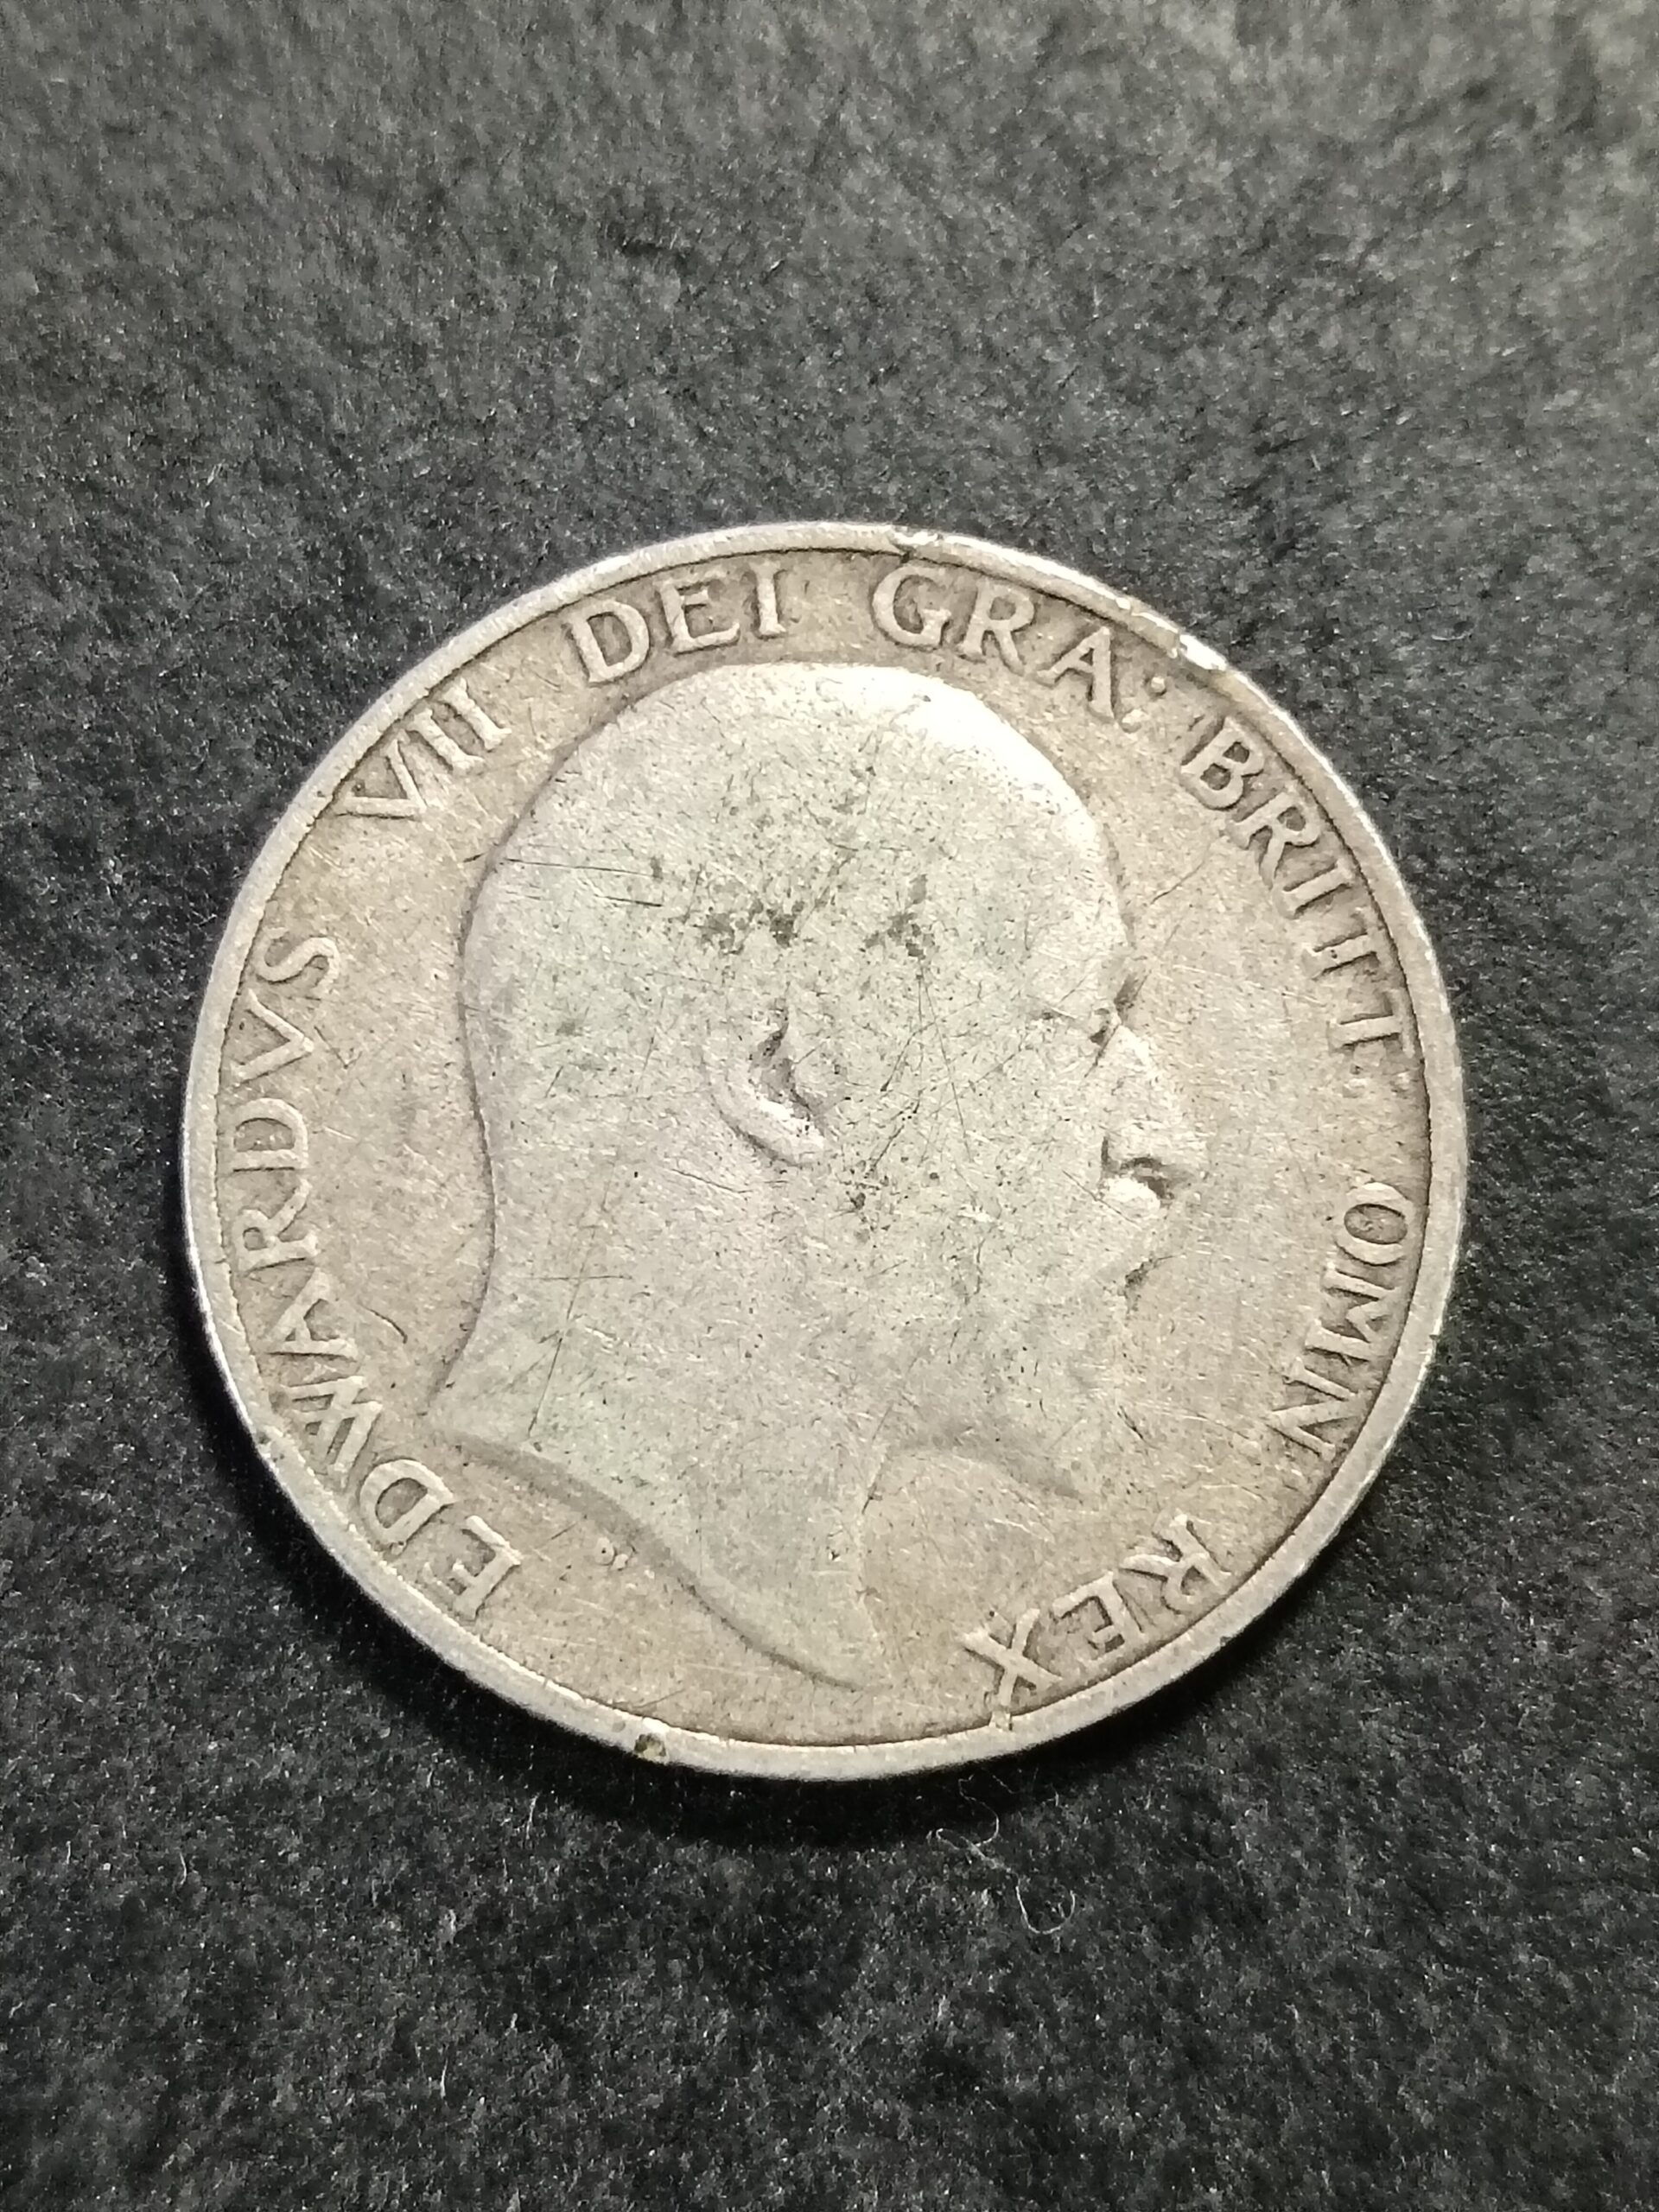 EDWARDVS VII DEI GRA: BRITT: OMN: REX